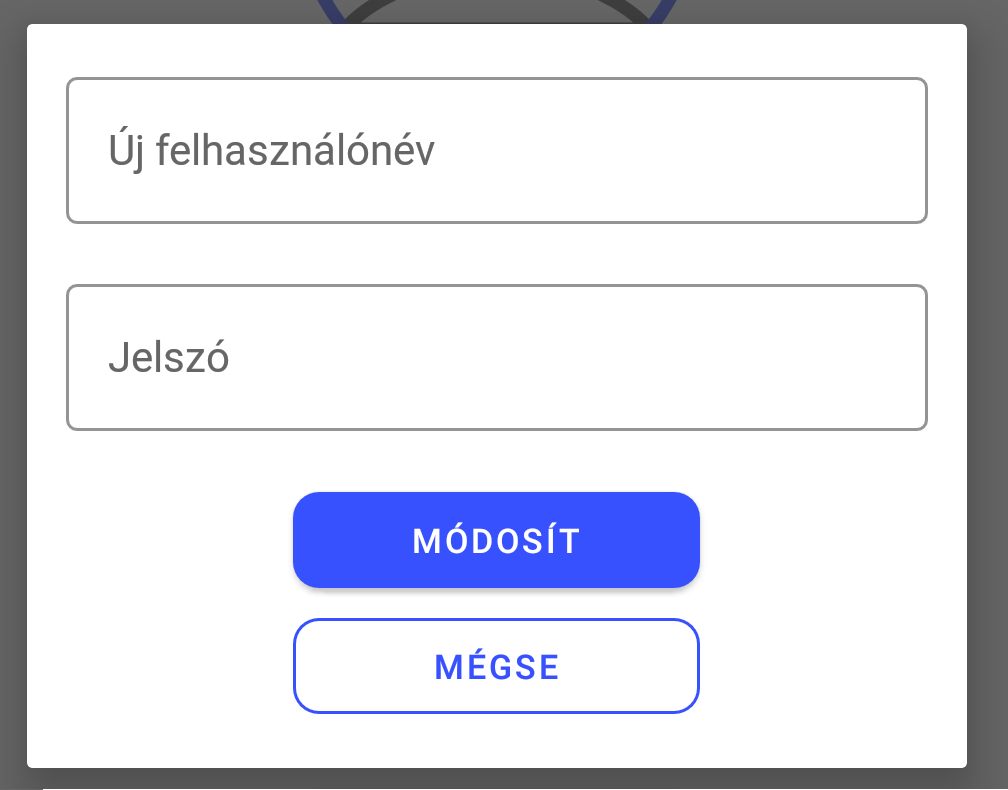 Új felhasználónév
Jelszó
MÓDOSÍT
MÉGSE